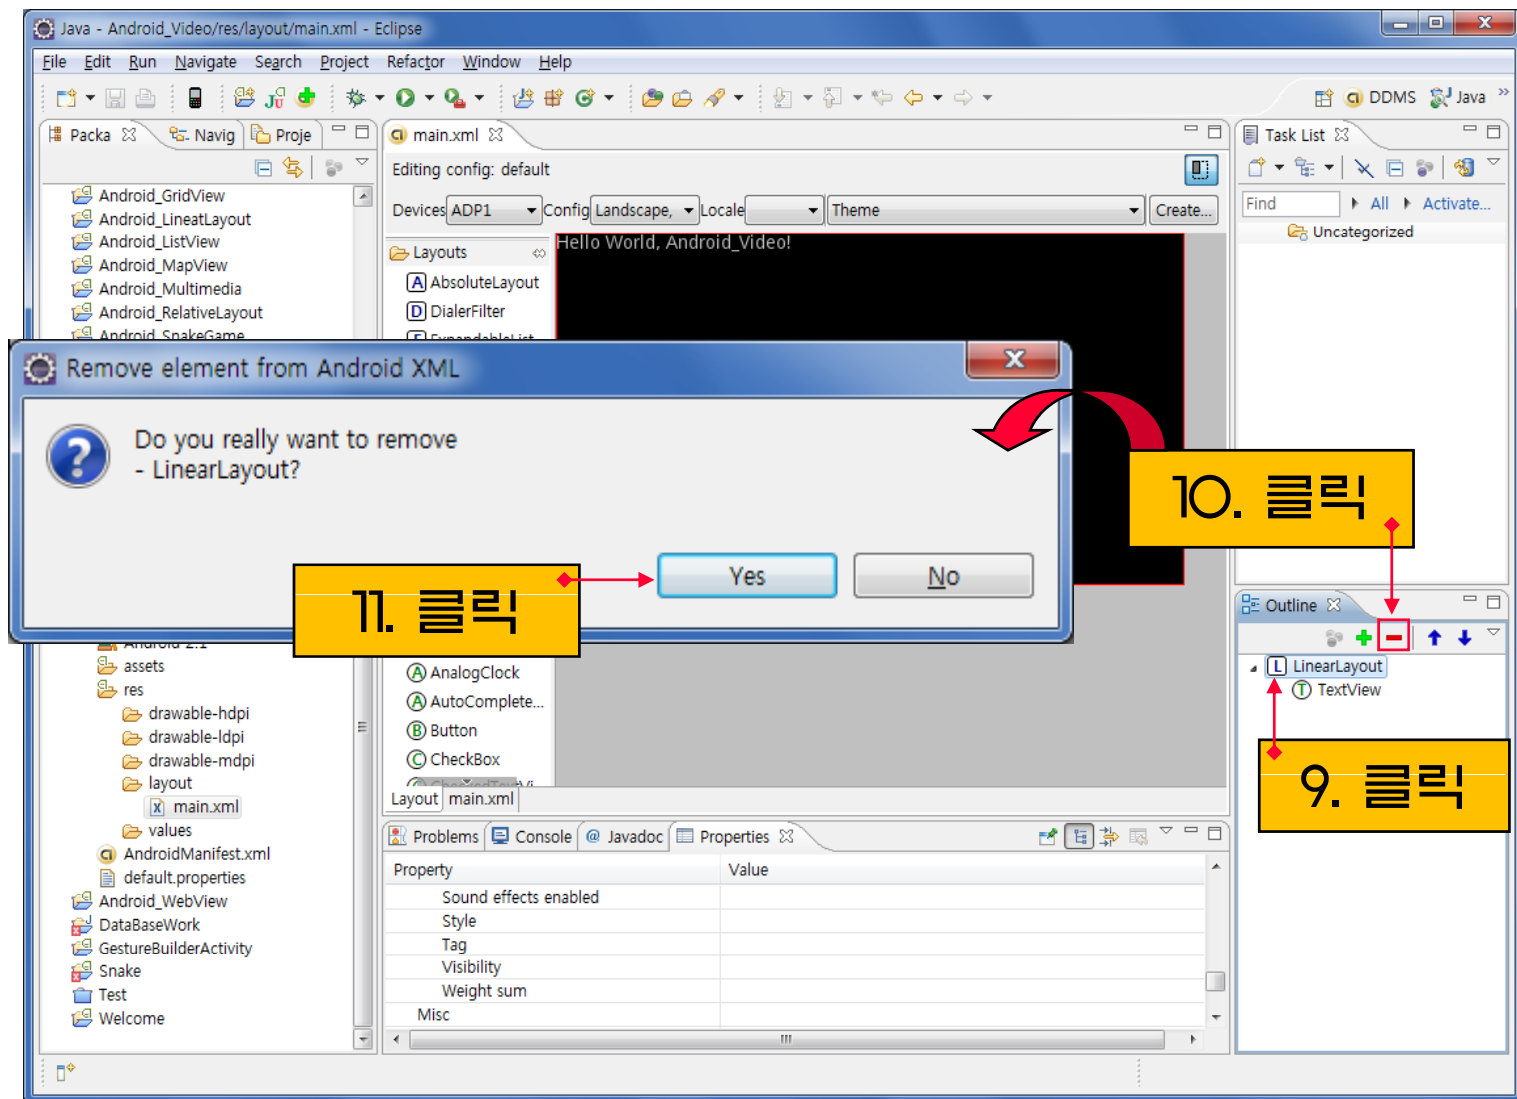 Java - Android_Video/res/layout/main.xml - Eclipse
File Edit Run Navigate Search Project Refactor Window Help
DDMS Java »
Packa Navig Proje
main.xml
Task List
Editing config: default
Devices ADP1 Config Landscape, Locale Theme Create...
Find All Activate...
Uncategorized
Android_GridView
Android_LineatLayout
Android_ListView
Android_MapView
Android_Multimedia
Android_RelativeLayout
Android_SnakeGame
Layouts
AbsoluteLayout
DialerFilter
ExpandableList
Hello World, Android_Video!
Remove element from Android XML
Do you really want to remove
- LinearLayout?
Yes No
10. 클릭
11. 클릭
9. 클릭
Outline
LinearLayout
TextView
Android 2.1
assets
res
drawable-hdpi
drawable-ldpi
drawable-mdpi
layout
main.xml
values
AndroidManifest.xml
default.properties
Android_WebView
DataBaseWork
GestureBuilderActivity
Snake
Test
Welcome
AnalogClock
AutoComplete...
Button
CheckBox
CheckedTextVi
Layout main.xml
Problems Console Javadoc Properties
Property Value
Sound effects enabled
Style
Tag
Visibility
Weight sum
Misc